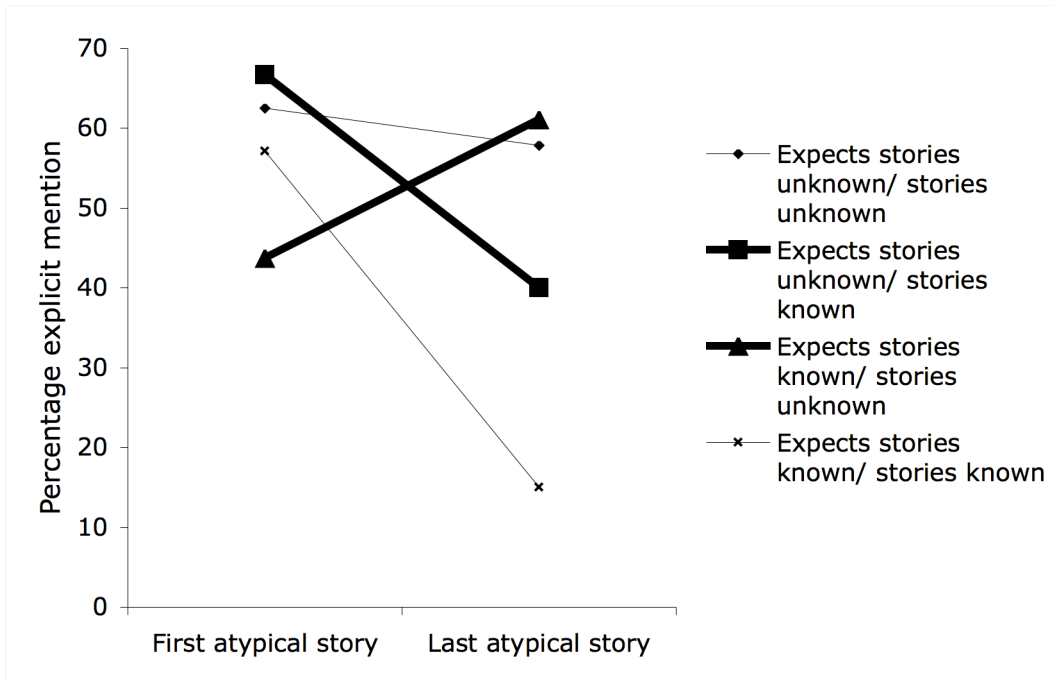 70
60
50
40
30
20
10
0
Percentage explicit mention
First atypical story
Last atypical story
Expects stories
unknown/ stories
unknown
Expects stories
unknown/ stories
known
Expects stories
known/ stories
unknown
Expects stories
known/ stories known